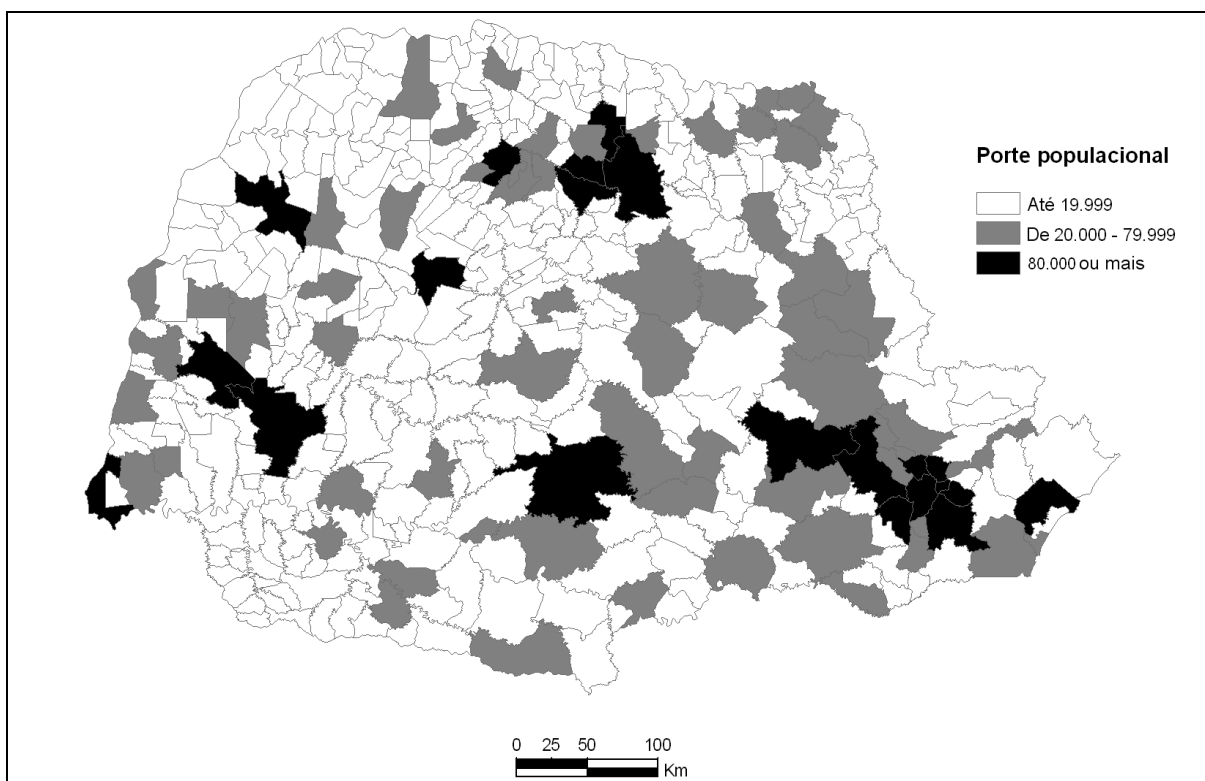 Porte populacional
Até 19.999
De 20.000 - 79.999
80.000 ou mais
0 25 50 100
Km